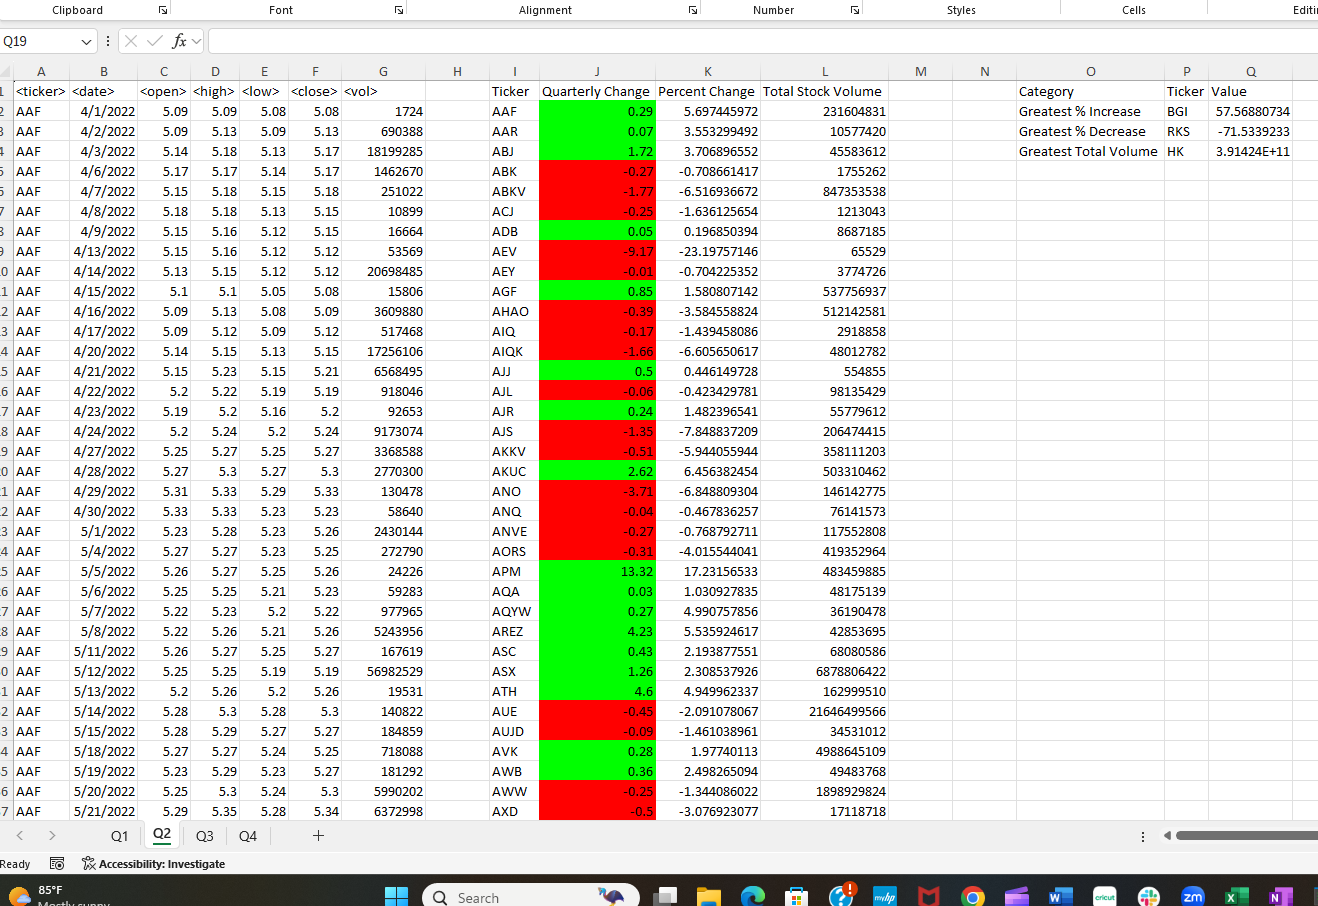 Clipboard Font Alignment Number Styles Cells Editi
Q19 fx
A B C D E F G H I J K L M N O P Q
1 <ticker> <date> <open> <high> <low> <close> <vol> Ticker Quarterly Change Percent Change Total Stock Volume Category Ticker Value
2 AAF 4/1/2022 5.09 5.09 5.08 5.08 1724 AAF 0.29 5.697445972 231604831 Greatest % Increase BGI 57.56880734
3 AAF 4/2/2022 5.09 5.13 5.09 5.13 690388 AAR 0.07 3.553299492 10577420 Greatest % Decrease RKS -71.5339233
4 AAF 4/3/2022 5.14 5.18 5.13 5.17 18199285 ABJ 1.72 3.706896552 45583612 Greatest Total Volume HK 3.91424E+11
5 AAF 4/6/2022 5.17 5.17 5.14 5.17 1462670 ABK -0.27 -0.708661417 1755262
6 AAF 4/7/2022 5.15 5.18 5.15 5.18 251022 ABKV -1.77 -6.516936672 847353538
7 AAF 4/8/2022 5.18 5.18 5.13 5.15 10899 ACJ -0.25 -1.636125654 1213043
8 AAF 4/9/2022 5.15 5.16 5.12 5.15 16664 ADB 0.05 0.196850394 8687185
9 AAF 4/13/2022 5.15 5.16 5.12 5.12 53569 AEV -9.17 -23.19757146 65529
0 AAF 4/14/2022 5.13 5.15 5.12 5.12 20698485 AEY -0.01 -0.704225352 3774726
1 AAF 4/15/2022 5.1 5.1 5.05 5.08 15806 AGF 0.85 1.580807142 537756937
2 AAF 4/16/2022 5.09 5.13 5.08 5.09 3609880 AHAO -0.39 -3.584558824 512142581
3 AAF 4/17/2022 5.09 5.12 5.09 5.12 517468 AIQ -0.17 -1.439458086 2918858
4 AAF 4/20/2022 5.14 5.15 5.13 5.15 17256106 AIQK -1.66 -6.605650617 48012782
5 AAF 4/21/2022 5.15 5.23 5.15 5.21 6568495 AJJ 0.5 0.446149728 554855
6 AAF 4/22/2022 5.2 5.22 5.19 5.19 918046 AJL -0.06 -0.423429781 98135429
7 AAF 4/23/2022 5.19 5.2 5.16 5.2 92653 AJR 0.24 1.482396541 55779612
8 AAF 4/24/2022 5.2 5.24 5.2 5.24 9173074 AJS -1.35 -7.848837209 206474415
9 AAF 4/27/2022 5.25 5.27 5.25 5.27 3368588 AKKV -0.51 -5.944055944 358111203
0 AAF 4/28/2022 5.27 5.3 5.27 5.3 2770300 AKUC 2.62 6.456382454 503310462
1 AAF 4/29/2022 5.31 5.33 5.29 5.33 130478 ANO -3.71 -6.848809304 146142775
2 AAF 4/30/2022 5.33 5.33 5.23 5.23 58640 ANQ -0.04 -0.467836257 76141573
3 AAF 5/1/2022 5.23 5.28 5.23 5.26 2430144 ANVE -0.27 -0.768792711 117552808
4 AAF 5/4/2022 5.27 5.27 5.23 5.25 272790 AORS -0.31 -4.015544041 419352964
5 AAF 5/5/2022 5.26 5.27 5.25 5.26 24226 APM 13.32 17.23156533 483459885
6 AAF 5/6/2022 5.25 5.25 5.21 5.23 59283 AQA 0.03 1.030927835 48175139
7 AAF 5/7/2022 5.22 5.23 5.2 5.22 977965 AQYW 0.27 4.990757856 36190478
8 AAF 5/8/2022 5.22 5.26 5.21 5.26 5243956 AREZ 4.23 5.535924617 42853695
9 AAF 5/11/2022 5.26 5.27 5.25 5.27 167619 ASC 0.43 2.193877551 68080586
0 AAF 5/12/2022 5.25 5.25 5.19 5.19 56982529 ASX 1.26 2.308537926 6878806422
1 AAF 5/13/2022 5.2 5.26 5.2 5.26 19531 ATH 4.6 4.949962337 162999510
2 AAF 5/14/2022 5.28 5.3 5.28 5.3 140822 AUE -0.45 -2.091078067 21646499566
3 AAF 5/15/2022 5.28 5.29 5.27 5.27 184859 AUJD -0.09 -1.461038961 34531012
4 AAF 5/18/2022 5.27 5.27 5.24 5.25 718088 AVK 0.28 1.97740113 4988645109
5 AAF 5/19/2022 5.23 5.29 5.23 5.27 181292 AWB 0.36 2.498265094 49483768
6 AAF 5/20/2022 5.25 5.3 5.24 5.3 5990202 AWW -0.25 -1.344086022 1898929824
7 AAF 5/21/2022 5.29 5.35 5.28 5.34 6372998 AXD -0.5 -3.076923077 17118718
Q1 Q2 Q3 Q4 +
Ready Accessibility: Investigate
85°F
Mostly sunny
Search
myhp
W
cricut
zm
X
N